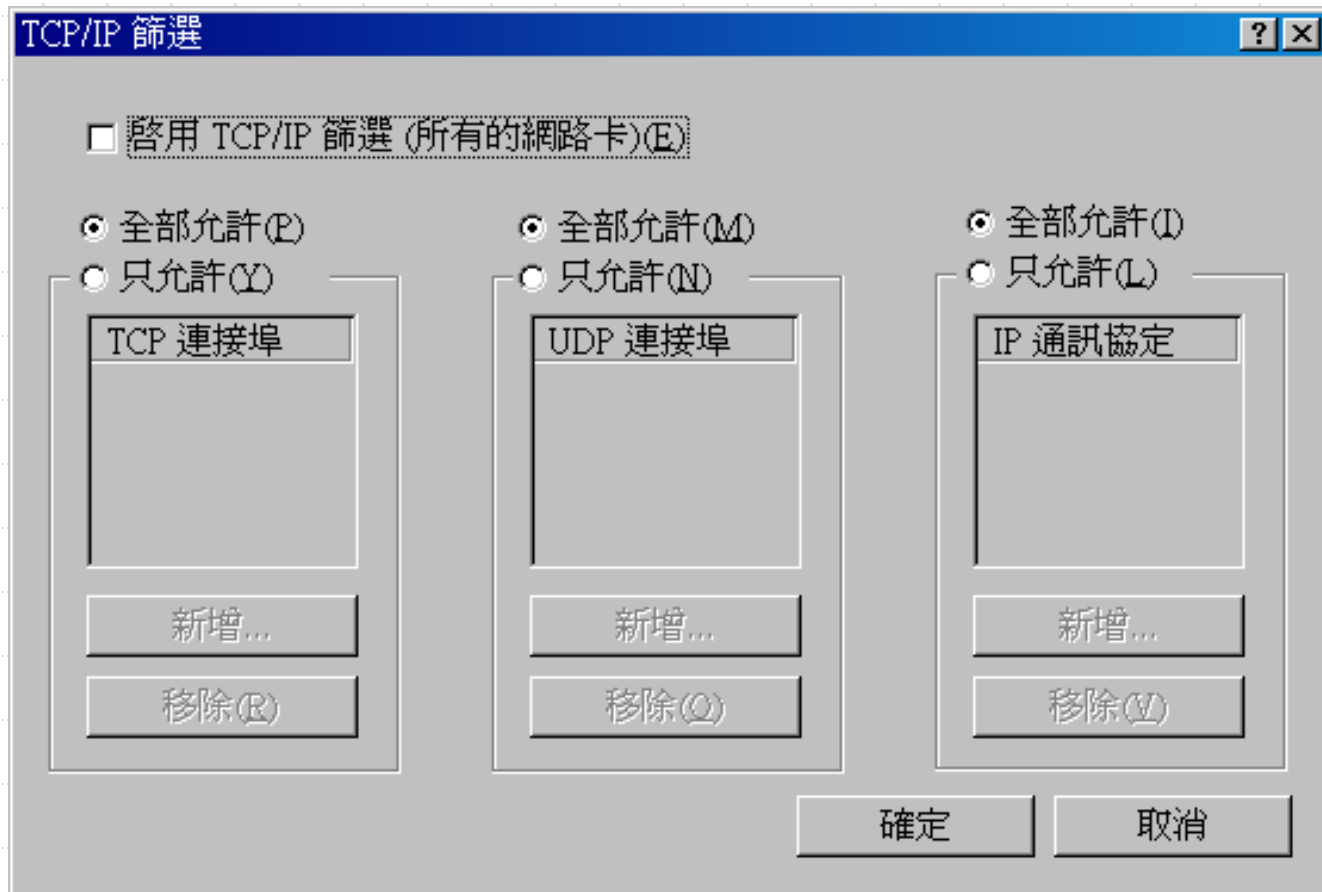 TCP/IP 篩選
啓用 TCP/IP 篩選 (所有的網路卡)(E)
全部允許(P)
只允許(Y)
TCP 連接埠
新增...
移除(R)
全部允許(M)
只允許(N)
UDP 連接埠
新增...
移除(O)
全部允許(I)
只允許(L)
IP 通訊協定
新增...
移除(V)
確定
取消